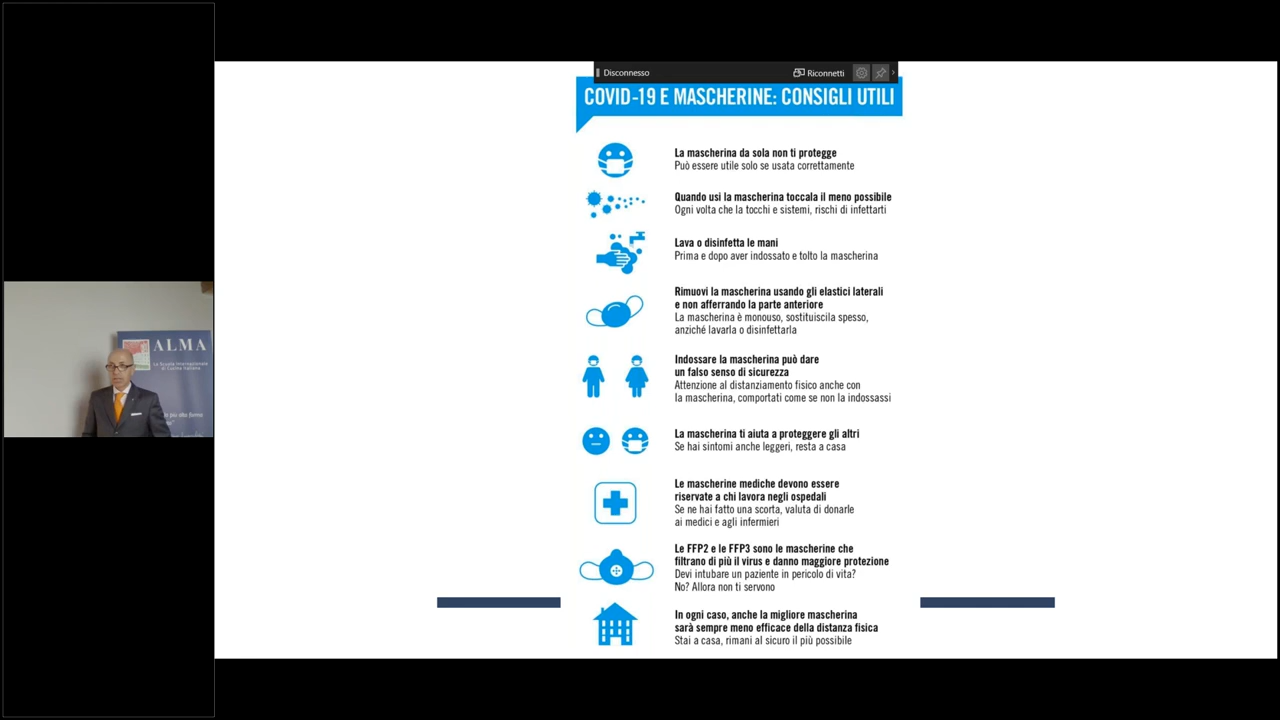 Disconnesso
Riconnetti
COVID-19 E MASCHERINE: CONSIGLI UTILI
La mascherina da sola non ti protegge
Può essere utile solo se usata correttamente
Quando usi la mascherina toccala il meno possibile
Ogni volta che la tocchi e sistemi, rischi di infettarti
Lava o disinfetta le mani
Prima e dopo aver indossato e tolto la mascherina
Rimuovi la mascherina usando gli elastici laterali
e non afferrando la parte anteriore
La mascherina è monouso, sostituiscila spesso,
anziché lavarla o disinfettarla
Indossare la mascherina può dare
un falso senso di sicurezza
Attenzione al distanziamento fisico anche con
la mascherina, comportati come se non la indossassi
La mascherina ti aiuta a proteggere gli altri
Se hai sintomi anche leggeri, resta a casa
Le mascherine mediche devono essere
riservate a chi lavora negli ospedali
Se ne hai fatto una scorta, valuta di donarle
ai medici e agli infermieri
Le FFP2 e le FFP3 sono le mascherine che
filtrano di più il virus e danno maggiore protezione
Devi intubare un paziente in pericolo di vita?
No? Allora non ti servono
In ogni caso, anche la migliore mascherina
sarà sempre meno efficace della distanza fisica
Stai a casa, rimani al sicuro il più possibile
ALMA
La Scuola Internazionale
di Cucina Italiana